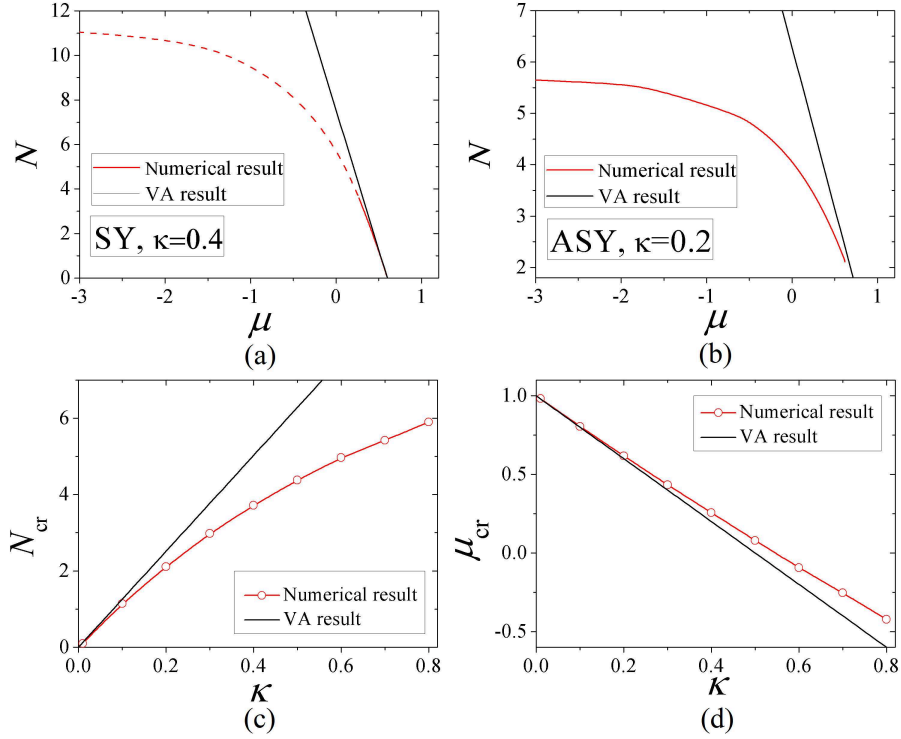 12
10
8
6
4
2
0
N
Numerical result
VA result
SY, κ=0.4
-3
-2
-1
0
1
μ
(a)
7
6
5
4
3
2
N
Numerical result
VA result
ASY, κ=0.2
-3
-2
-1
0
1
μ
(b)
6
4
2
0
N_cr
Numerical result
VA result
0.0
0.2
0.4
0.6
0.8
κ
(c)
1.0
0.5
0.0
-0.5
μ_cr
Numerical result
VA result
0.0
0.2
0.4
0.6
0.8
κ
(d)